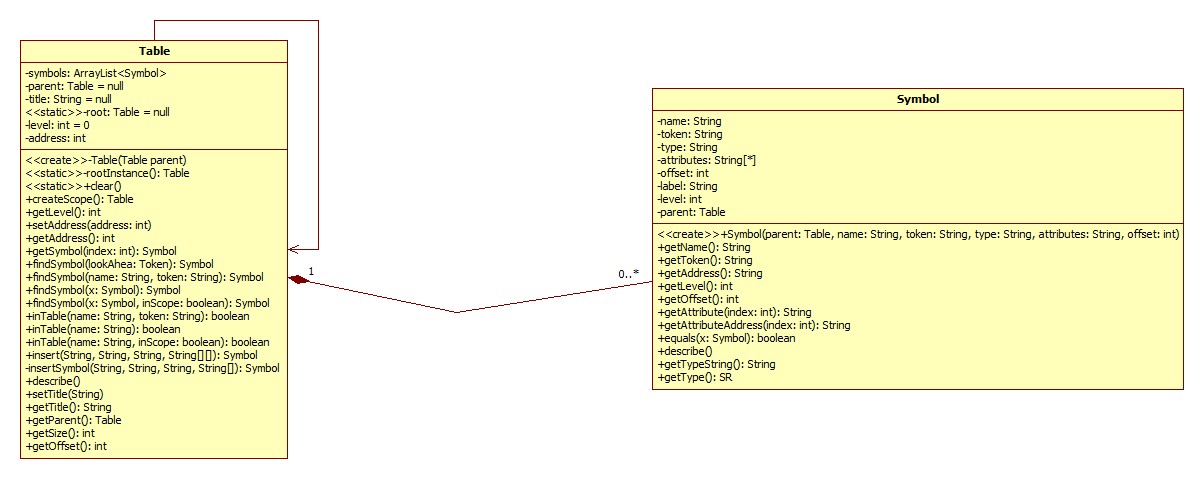 Table
-symbols: ArrayList<Symbol>
-parent: Table = null
-title: String = null
<<static>>-root: Table = null
-level: int = 0
-address: int
<<create>>-Table(Table parent)
<<static>>-rootInstance(): Table
<<static>>+clear()
+createScope(): Table
+getLevel(): int
+setAddress(address: int)
+getAddress(): int
+getSymbol(index: int): Symbol
+findSymbol(lookAhea: Token): Symbol
+findSymbol(name: String, token: String): Symbol
+findSymbol(x: Symbol): Symbol
+findSymbol(x: Symbol, inScope: boolean): Symbol
+inTable(name: String, token: String): boolean
+inTable(name: String): boolean
+inTable(name: String, inScope: boolean): boolean
+insert(String, String, String, String[][]): Symbol
-insertSymbol(String, String, String, String[]): Symbol
+describe()
+setTitle(String)
+getTitle(): String
+getParent(): Table
+getSize(): int
+getOffset(): int
1
0..*
Symbol
-name: String
-token: String
-type: String
-attributes: String[*]
-offset: int
-label: String
-level: int
-parent: Table
<<create>>+Symbol(parent: Table, name: String, token: String, type: String, attributes: String, offset: int)
+getName(): String
+getToken(): String
+getAddress(): String
+getLevel(): int
+getOffset(): int
+getAttribute(index: int): String
+getAttributeAddress(index: int): String
+equals(x: Symbol): boolean
+describe()
+getTypeString(): String
+getType(): SR